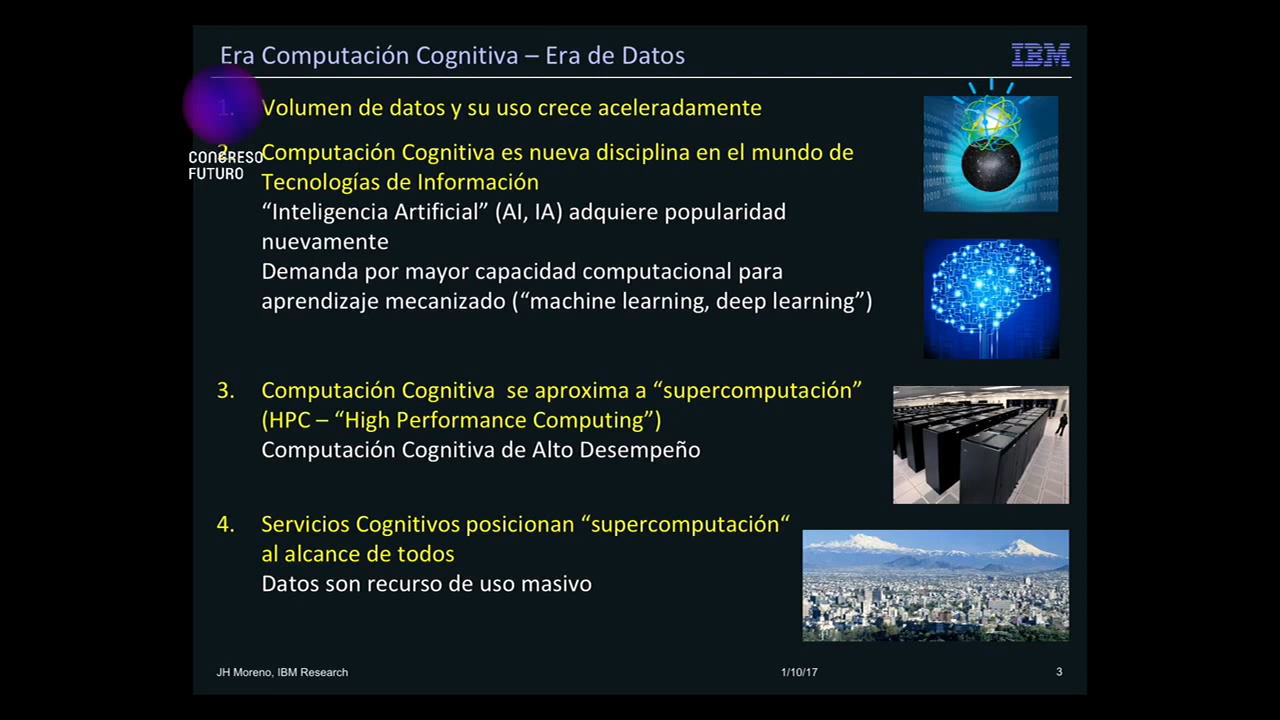 Era Computación Cognitiva – Era de Datos
IBM
1. Volumen de datos y su uso crece aceleradamente
CONGRESO
FUTURO
2. Computación Cognitiva es nueva disciplina en el mundo de
Tecnologías de Información
“Inteligencia Artificial” (AI, IA) adquiere popularidad
nuevamente
Demanda por mayor capacidad computacional para
aprendizaje mecanizado (“machine learning, deep learning”)
3. Computación Cognitiva se aproxima a “supercomputación”
(HPC – “High Performance Computing”)
Computación Cognitiva de Alto Desempeño
4. Servicios Cognitivos posicionan “supercomputación“
al alcance de todos
Datos son recurso de uso masivo
JH Moreno, IBM Research
1/10/17
3